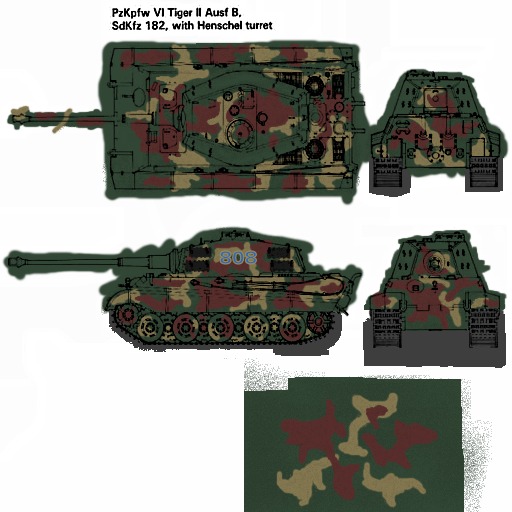 PzKpfw VI Tiger II Ausf B,
SdKfz 182, with Henschel turret
808